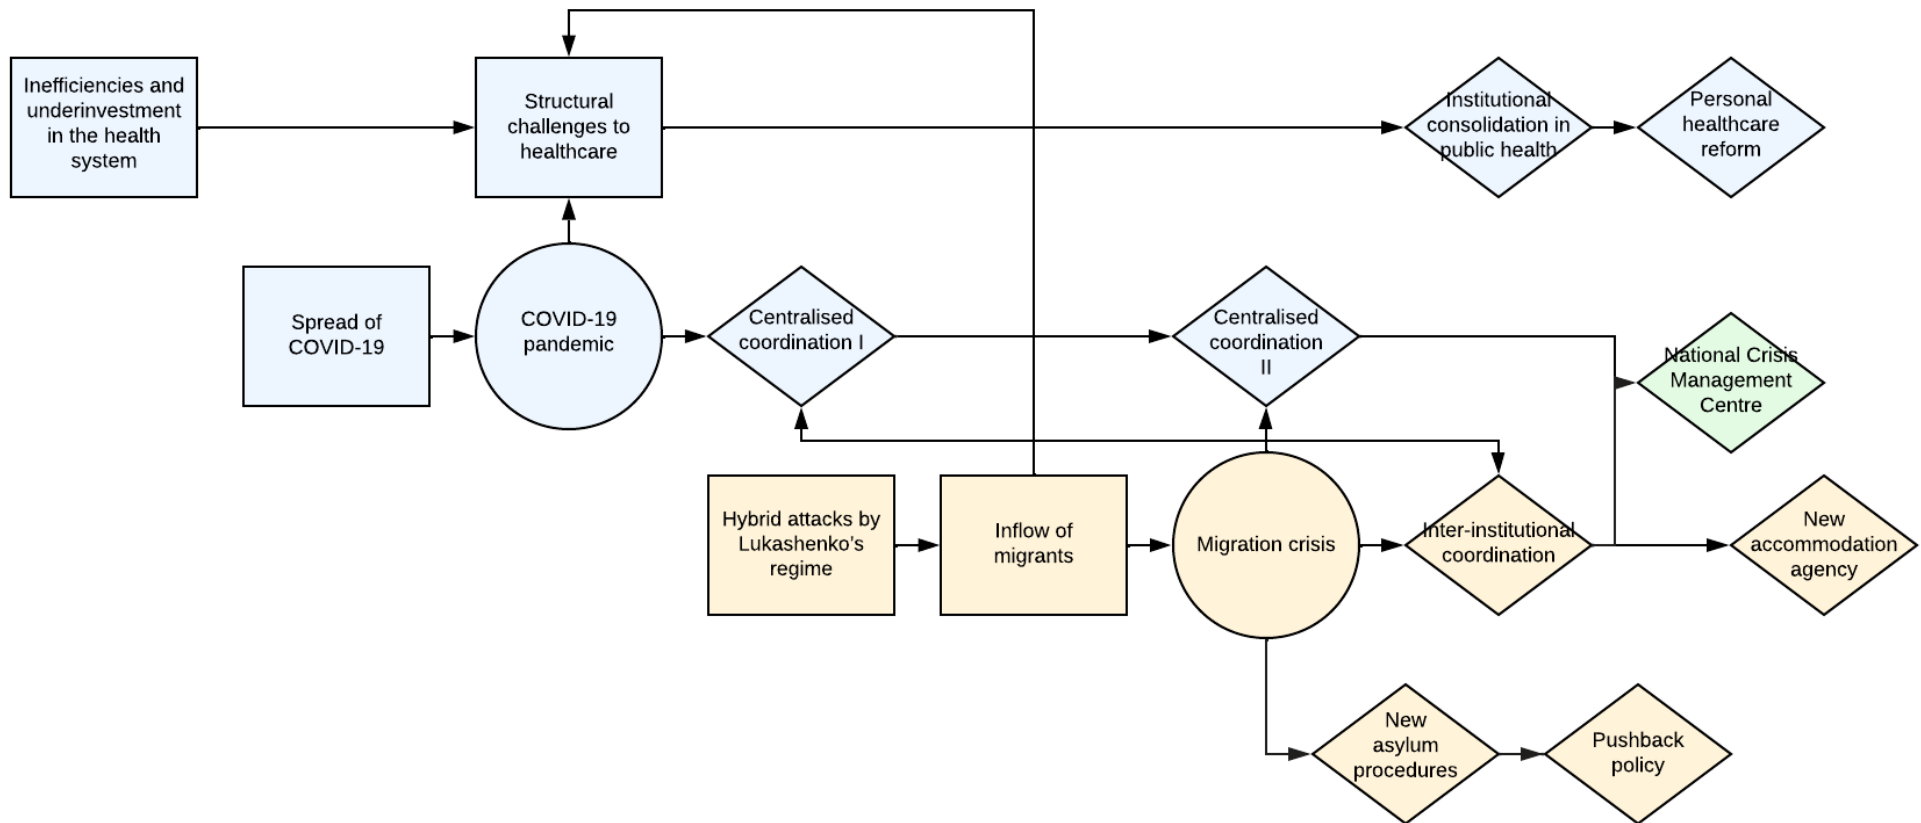 Inefficiencies and
underinvestment
in the health
system
Structural
challenges to
healthcare
Institutional
consolidation in
public health
Personal
healthcare
reform
Spread of
COVID-19
COVID-19
pandemic
Centralised
coordination I
Centralised
coordination
II
National Crisis
Management
Centre
Hybrid attacks by
Lukashenko's
regime
Inflow of
migrants
Migration crisis
Inter-institutional
coordination
New
accommodation
agency
New
asylum
procedures
Pushback
policy